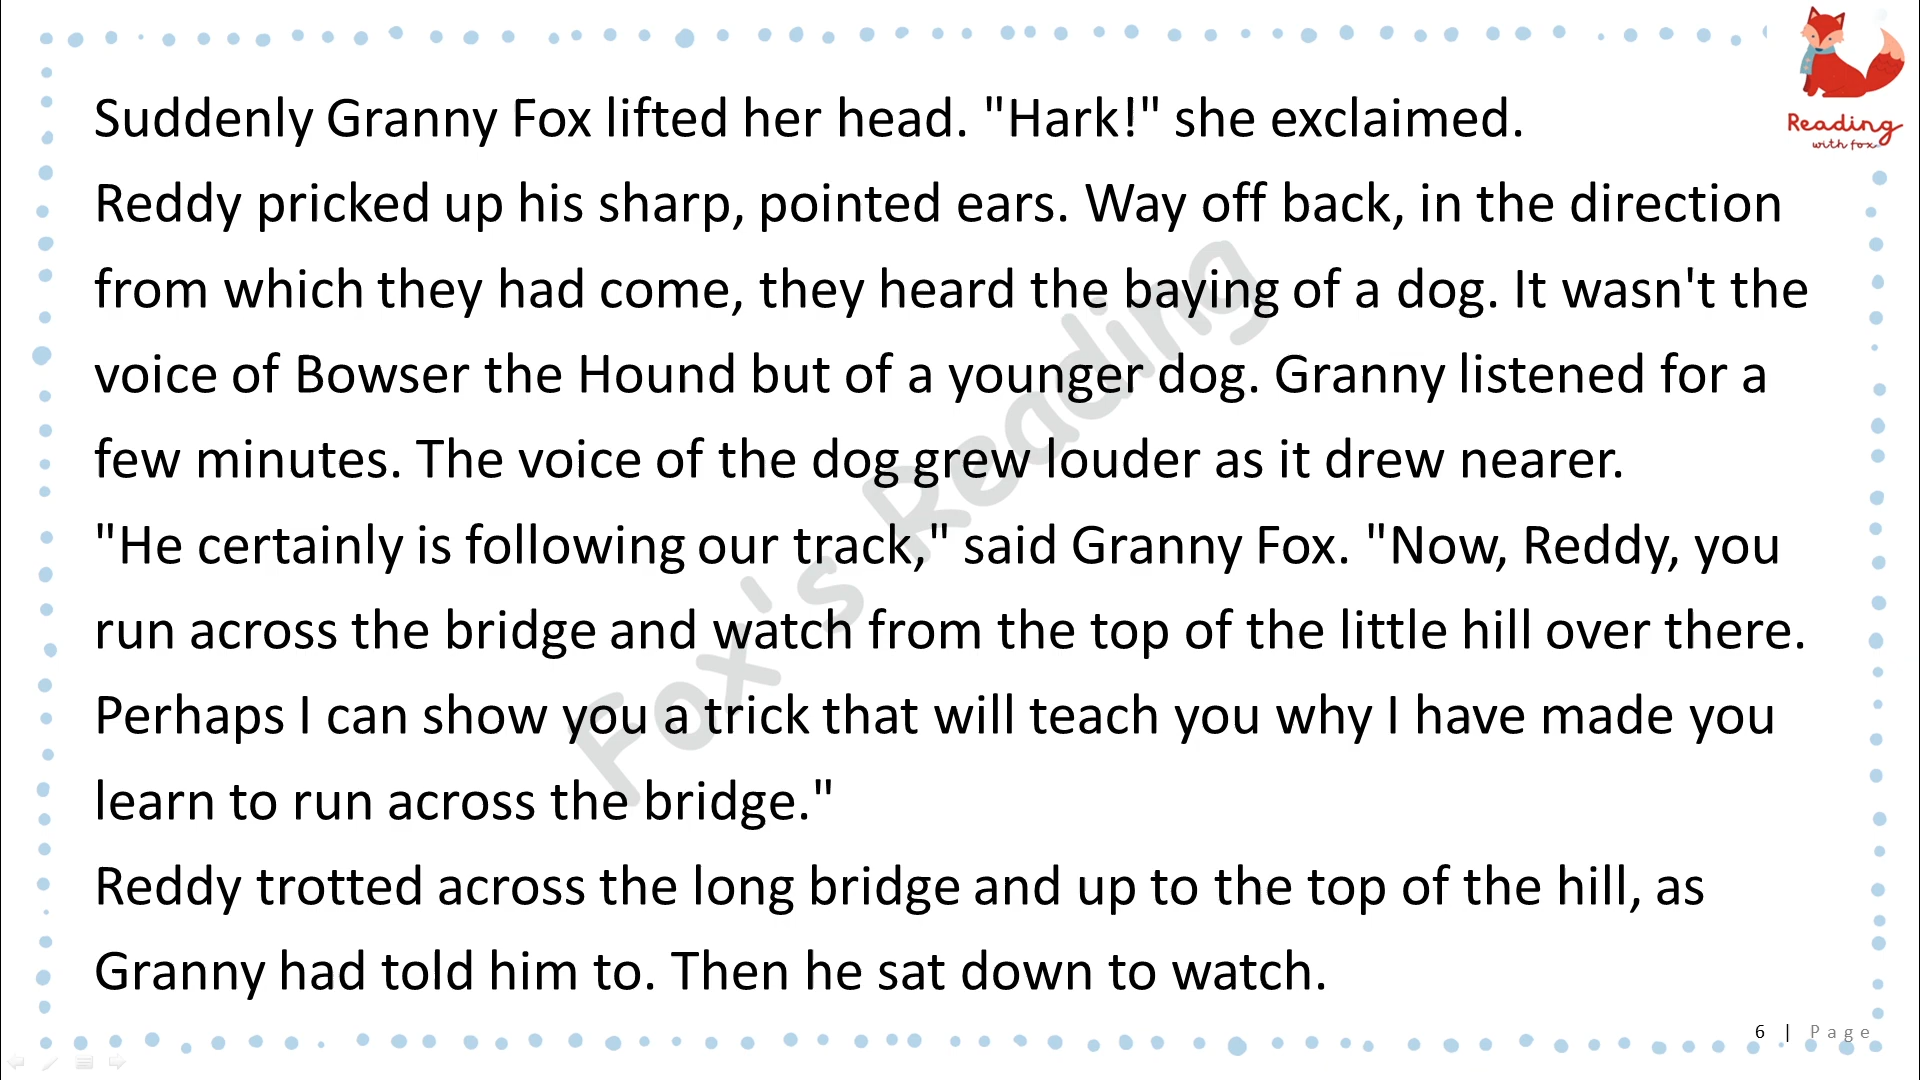 Suddenly Granny Fox lifted her head. "Hark!" she exclaimed.
Reddy pricked up his sharp, pointed ears. Way off back, in the direction
from which they had come, they heard the baying of a dog. It wasn't the
voice of Bowser the Hound but of a younger dog. Granny listened for a
few minutes. The voice of the dog grew louder as it drew nearer.
"He certainly is following our track," said Granny Fox. "Now, Reddy, you
run across the bridge and watch from the top of the little hill over there.
Perhaps I can show you a trick that will teach you why I have made you
learn to run across the bridge."
Reddy trotted across the long bridge and up to the top of the hill, as
Granny had told him to. Then he sat down to watch.
Reading
with fox
Fox's Reading
6 | Page